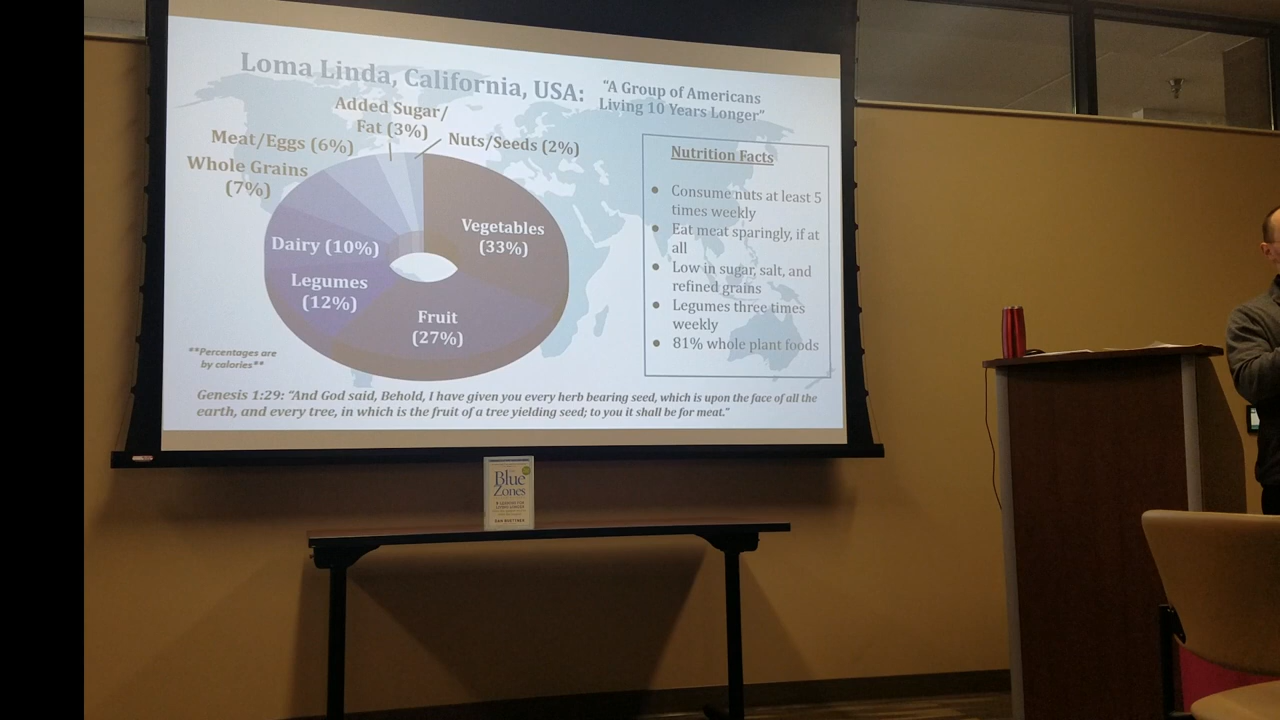 Loma Linda, California, USA:
"A Group of Americans
Living 10 Years Longer"
Added Sugar/
Fat (3%)
Nuts/Seeds (2%)
Meat/Eggs (6%)
Whole Grains
(7%)
Vegetables
(33%)
Dairy (10%)
Legumes
(12%)
Fruit
(27%)
**Percentages are
by calories**
Nutrition Facts
● Consume nuts at least 5
times weekly
● Eat meat sparingly, if at
all
● Low in sugar, salt, and
refined grains
● Legumes three times
weekly
● 81% whole plant foods
Genesis 1:29: "And God said, Behold, I have given you every herb bearing seed, which is upon the face of all the
earth, and every tree, in which is the fruit of a tree yielding seed; to you it shall be for meat."
Blue
Zones
DAN BUETTNER